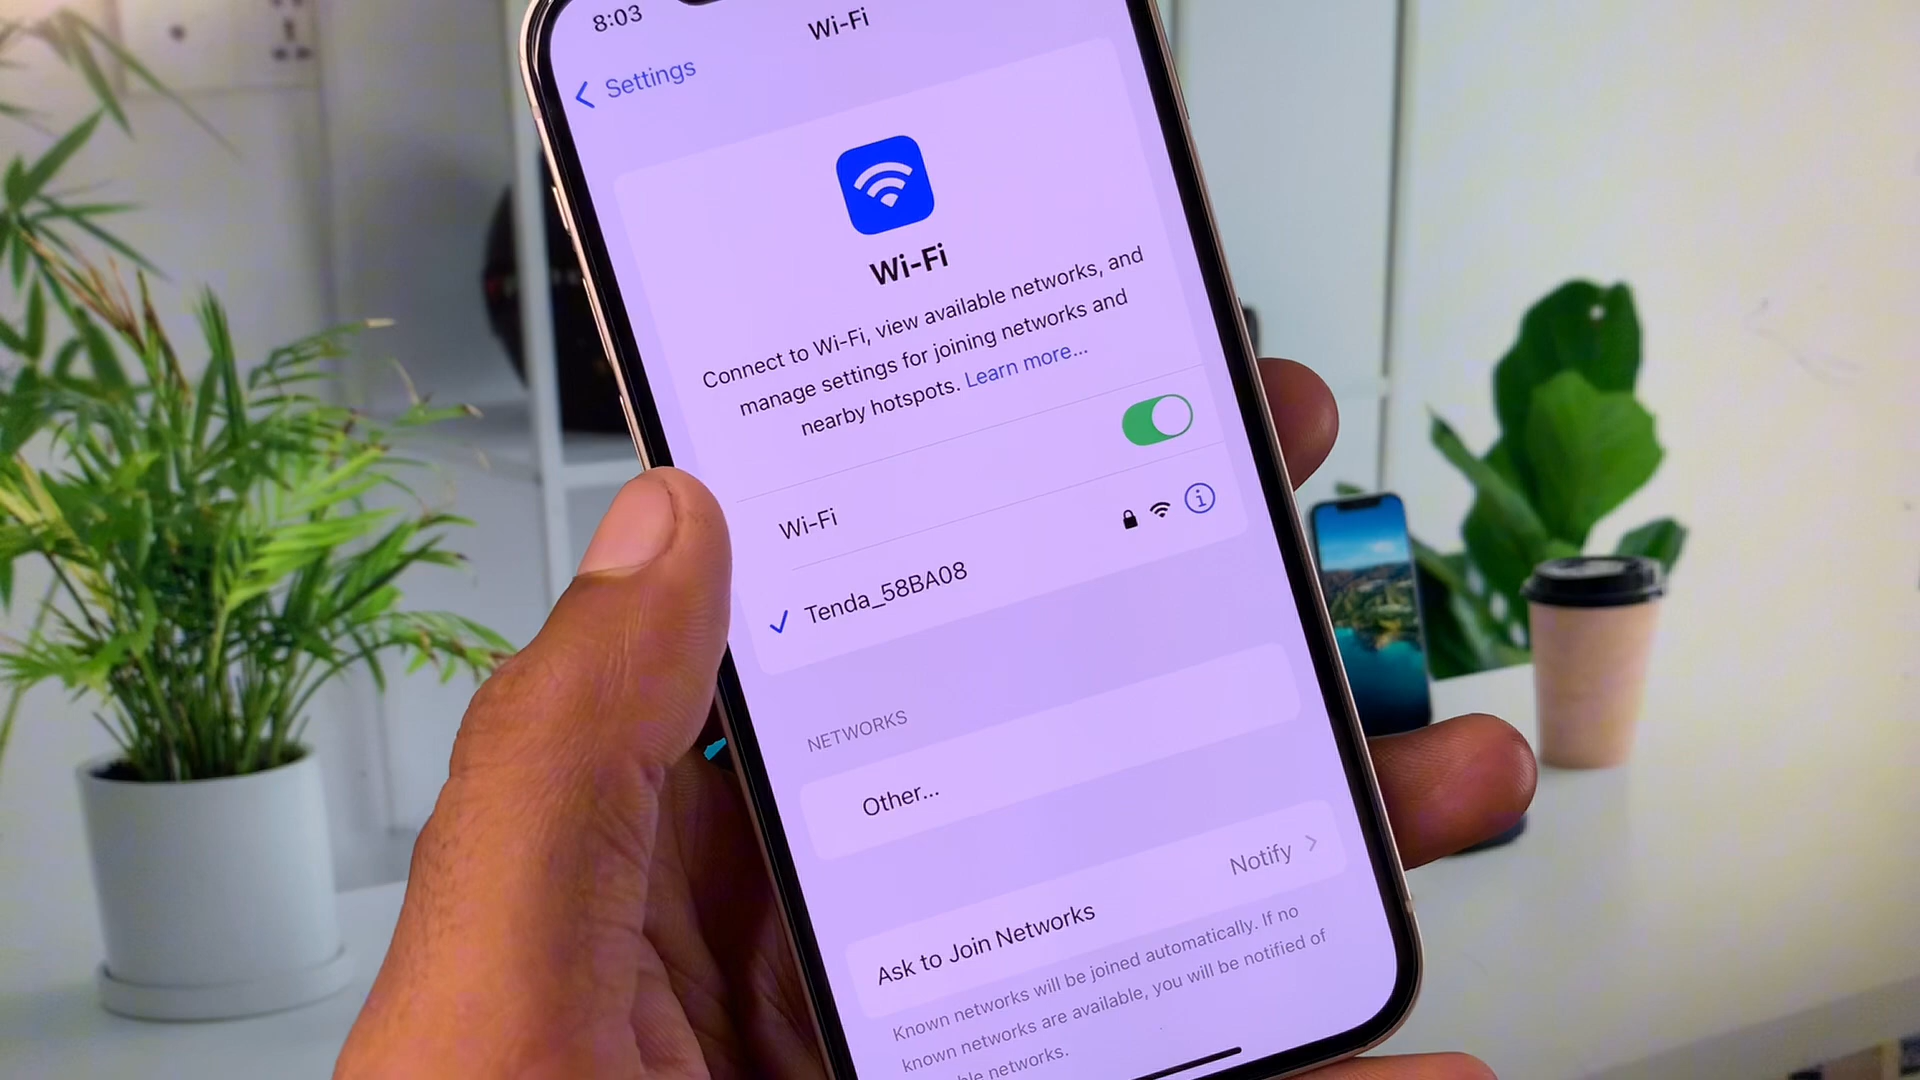 8:03
Wi-Fi
Settings
Wi-Fi
Connect to Wi-Fi, view available networks, and
manage settings for joining networks and
nearby hotspots. Learn more...
Wi-Fi
Tenda_58BA08
NETWORKS
Other...
Notify
Ask to Join Networks
Known networks will be joined automatically. If no
known networks are available, you will be notified of
networks.